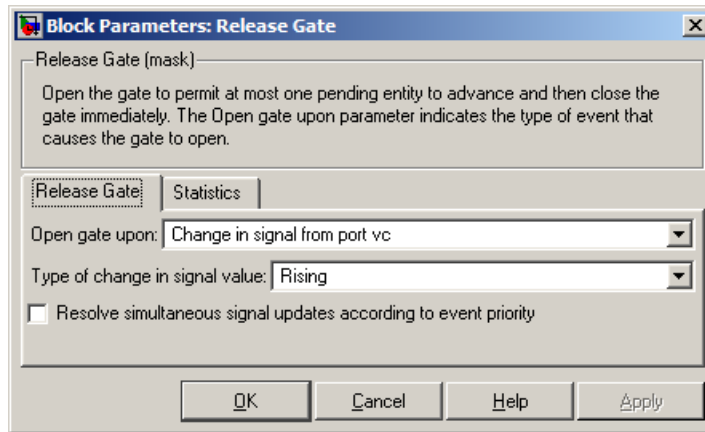 Block Parameters: Release Gate
Release Gate (mask)
Open the gate to permit at most one pending entity to advance and then close the
gate immediately. The Open gate upon parameter indicates the type of event that
causes the gate to open.
Release Gate Statistics
Open gate upon: Change in signal from port vc
Type of change in signal value: Rising
Resolve simultaneous signal updates according to event priority
OK Cancel Help Apply